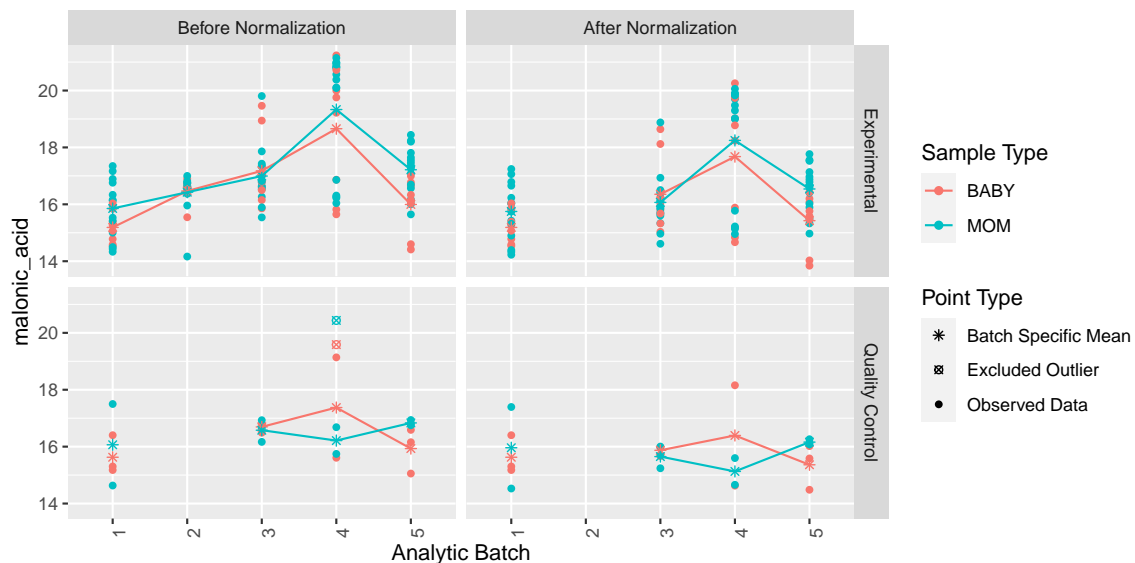 Before Normalization
After Normalization
20
18
16
14
Experimental
20
18
16
14
Quality Control
malonic_acid
1
2
3
4
5
1
2
3
4
5
Analytic Batch
Sample Type
BABY
MOM
Point Type
Batch Specific Mean
Excluded Outlier
Observed Data